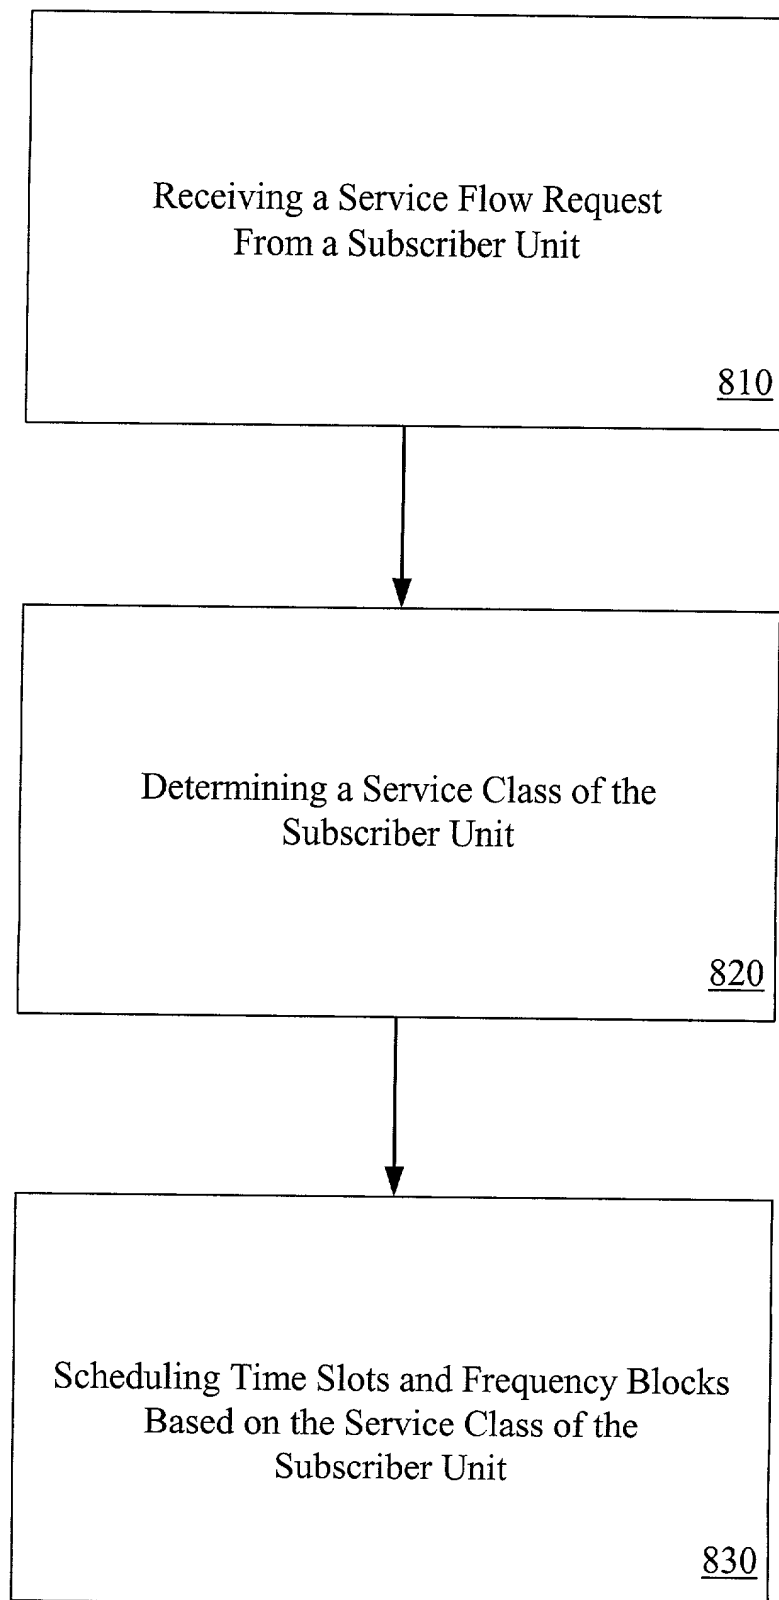 Receiving a Service Flow Request
From a Subscriber Unit
810
Determining a Service Class of the
Subscriber Unit
820
Scheduling Time Slots and Frequency Blocks
Based on the Service Class of the
Subscriber Unit
830